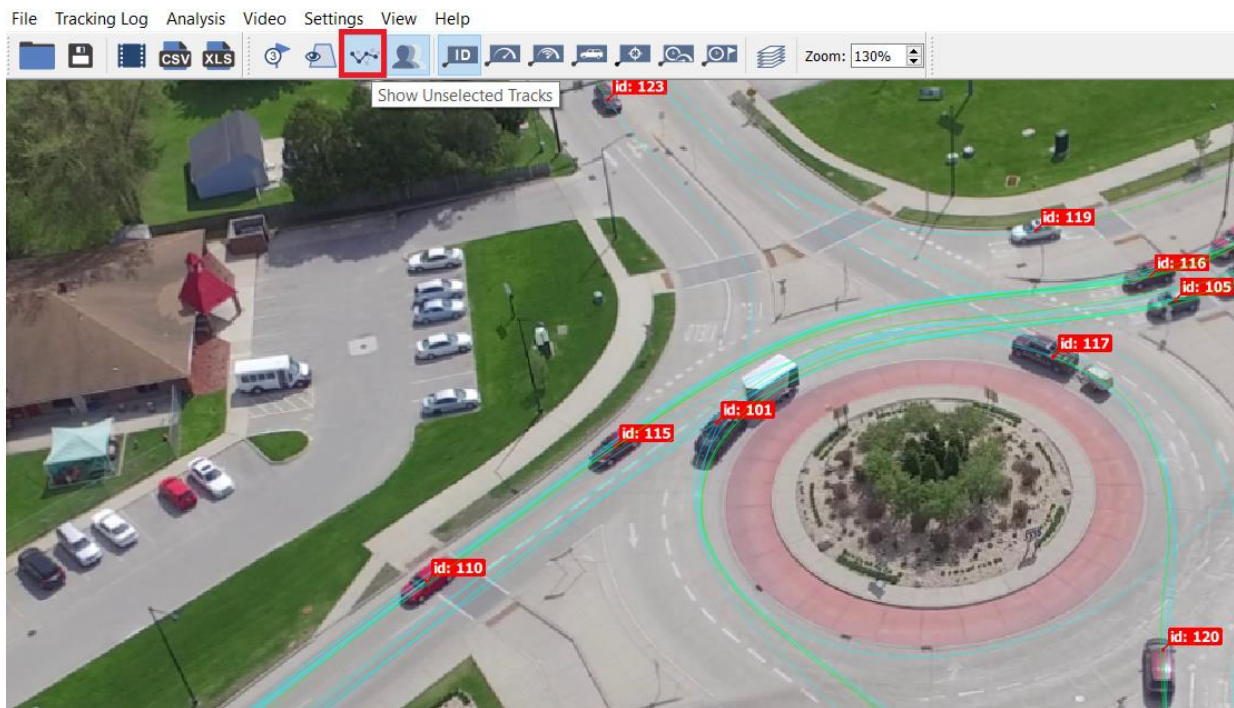 File Tracking Log Analysis Video Settings View Help
CSV XLS 3 ID Zoom: 130%
Show Unselected Tracks
id: 123
id: 119
id: 116
id: 105
id: 117
id: 101
id: 115
id: 110
id: 120